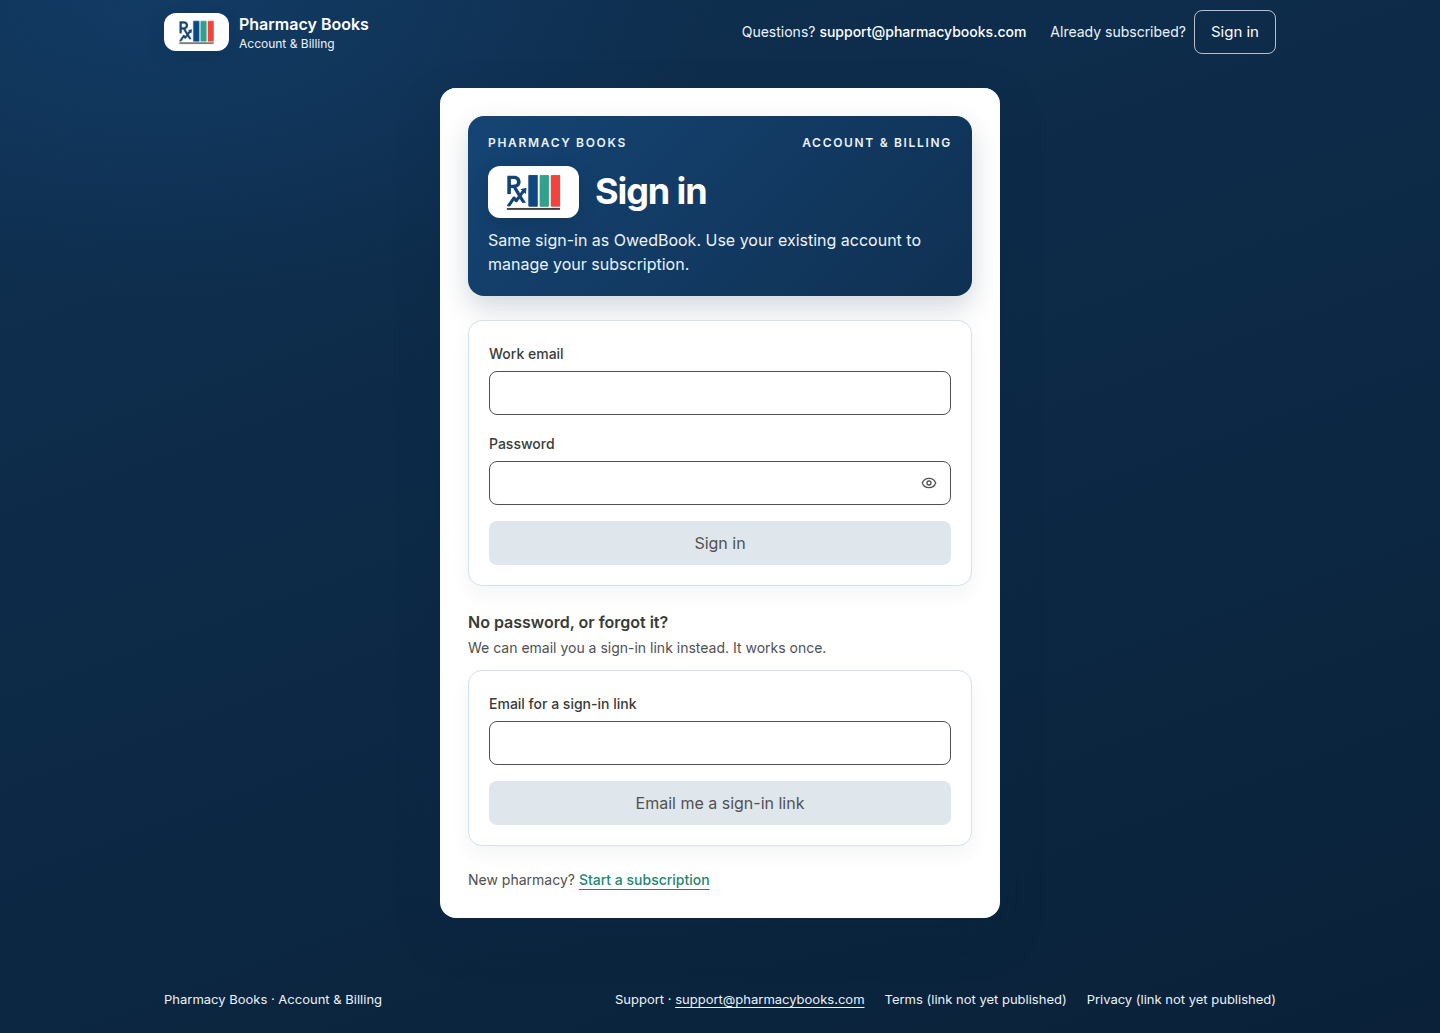 Pharmacy Books
Account & Billing
Questions? support@pharmacybooks.com
Already subscribed?
Sign in
PHARMACY BOOKS
ACCOUNT & BILLING
Sign in
Same sign-in as OwedBook. Use your existing account to
manage your subscription.
Work email
Password
Sign in
No password, or forgot it?
We can email you a sign-in link instead. It works once.
Email for a sign-in link
Email me a sign-in link
New pharmacy? Start a subscription
Pharmacy Books · Account & Billing
Support · support@pharmacybooks.com
Terms (link not yet published)
Privacy (link not yet published)